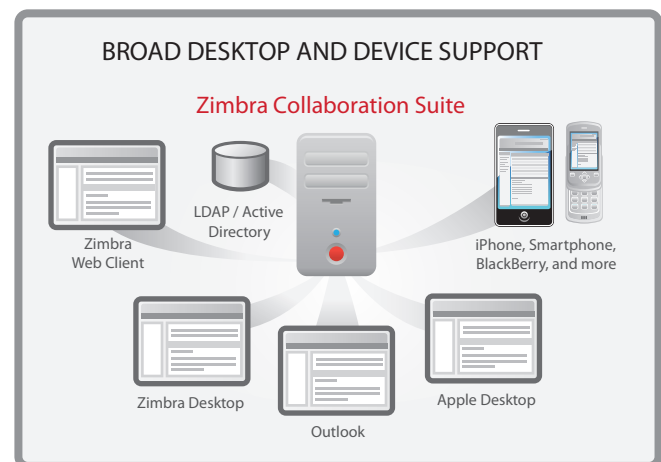 BROAD DESKTOP AND DEVICE SUPPORT
Zimbra Collaboration Suite
LDAP / Active
Directory
Zimbra
Web Client
iPhone, Smartphone,
BlackBerry, and more
Zimbra Desktop
Outlook
Apple Desktop